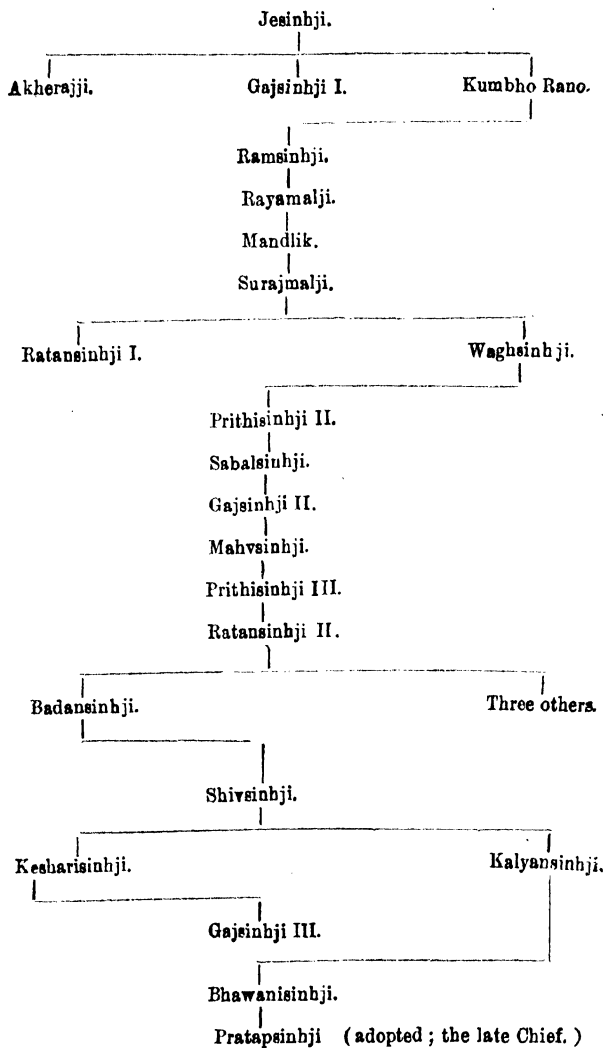 Jesinhji.
Akherajji. Gajsinhji I. Kumbho Rano.
Ramsinhji.
Rayamalji.
Mandlik.
Surajmalji.
Ratansinhji I. Waghsinhji.
Prithisinhji II.
Sabalsinhji.
Gajsinhji II.
Mahvsinhji.
Prithisinhji III.
Ratansinhji II.
Badansinhji. Three others.
Shivsinhji.
Kesharisinhji. Kalyansinhji.
Gajsinhji III.
Bhawanisinhji.
Pratapsinhji (adopted ; the late Chief. )